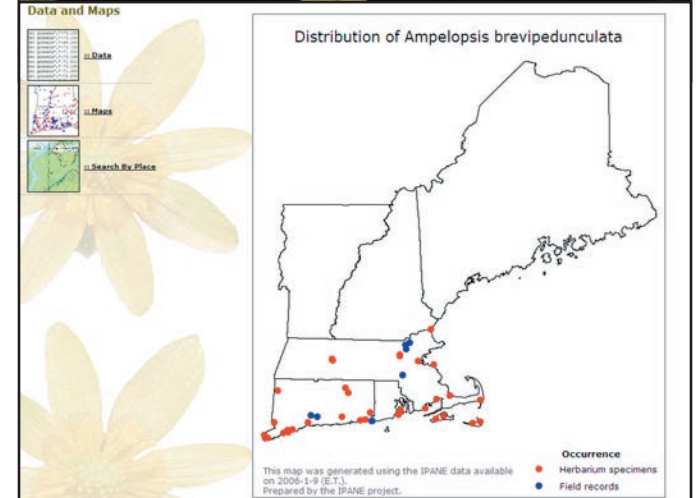 Data and Maps
:: Data
:: Maps
:: Search By Place
Distribution of Ampelopsis brevipedunculata
This map was generated using the IPANE data available
on 2006-1-9 (E.T.).
Prepared by the IPANE project.
Occurrence
Herbarium specimens
Field records